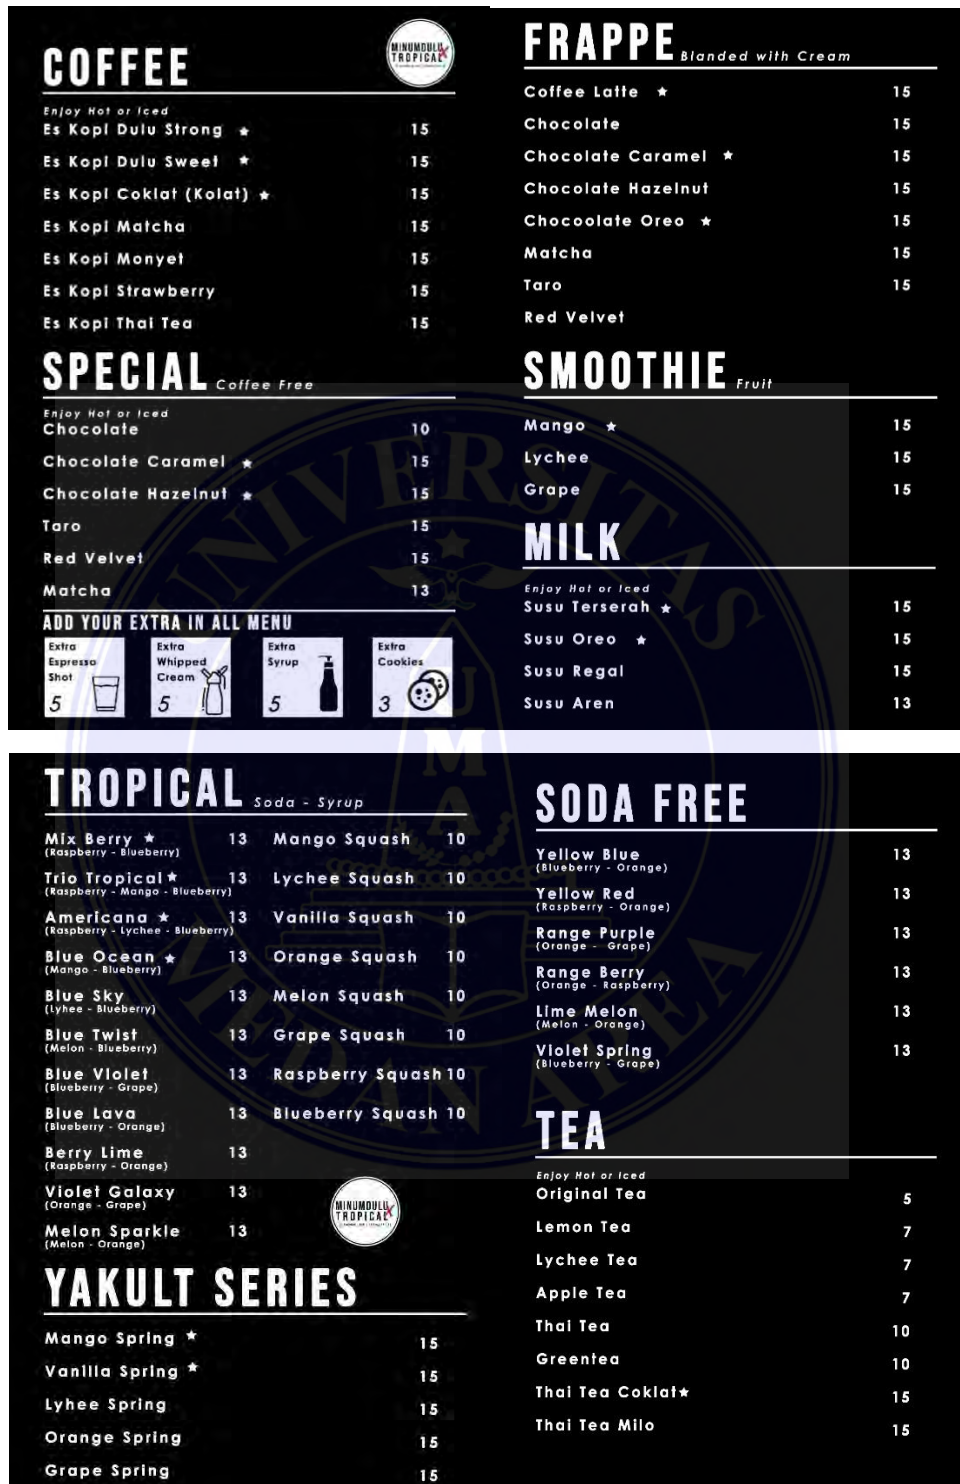 COFFEE
MINUMDULU
TROPICAL X
Enjoy Hot or Iced
Es Kopi Dulu Strong ★ 15
Es Kopi Dulu Sweet ★ 15
Es Kopi Coklat (Kolat) ★ 15
Es Kopi Matcha 15
Es Kopi Monyet 15
Es Kopi Strawberry 15
Es Kopi Thai Tea 15
SPECIAL Coffee Free
Enjoy Hot or Iced
Chocolate 10
Chocolate Caramel ★ 15
Chocolate Hazelnut ★ 15
Taro 15
Red Velvet 15
Matcha 13
ADD YOUR EXTRA IN ALL MENU
Extra
Espresso
Shot
5
Extra
Whipped
Cream
5
Extra
Syrup
5
Extra
Cookies
3
FRAPPE Blanded with Cream
Coffee Latte ★ 15
Chocolate 15
Chocolate Caramel ★ 15
Chocolate Hazelnut 15
Chocoolate Oreo ★ 15
Matcha 15
Taro 15
Red Velvet
SMOOTHIE Fruit
Mango ★ 15
Lychee 15
Grape 15
MILK
Enjoy Hot or Iced
Susu Terserah ★ 15
Susu Oreo ★ 15
Susu Regal 15
Susu Aren 13
TROPICAL Soda - Syrup
Mix Berry ★ 13 Mango Squash 10
(Raspberry - Blueberry)
Trio Tropical ★ 13 Lychee Squash 10
(Raspberry - Mango - Blueberry)
Americana ★ 13 Vanilla Squash 10
(Raspberry - Lychee - Blueberry)
Blue Ocean ★ 13 Orange Squash 10
(Mango - Blueberry)
Blue Sky 13 Melon Squash 10
(Lyhee - Blueberry)
Blue Twist 13 Grape Squash 10
(Melon - Blueberry)
Blue Violet 13 Raspberry Squash 10
(Blueberry - Grape)
Blue Lava 13 Blueberry Squash 10
(Blueberry - Orange)
Berry Lime 13
(Raspberry - Orange)
Violet Galaxy 13
(Orange - Grape)
Melon Sparkle 13
(Melon - Orange)
MINUMDULU
TROPICAL X
YAKULT SERIES
Mango Spring ★ 15
Vanilla Spring ★ 15
Lyhee Spring 15
Orange Spring 15
Grape Spring 15
SODA FREE
Yellow Blue 13
(Blueberry - Orange)
Yellow Red 13
(Raspberry - Orange)
Range Purple 13
(Orange - Grape)
Range Berry 13
(Orange - Raspberry)
Lime Melon 13
(Melon - Orange)
Violet Spring 13
(Blueberry - Grape)
TEA
Enjoy Hot or Iced
Original Tea 5
Lemon Tea 7
Lychee Tea 7
Apple Tea 7
Thai Tea 10
Greentea 10
Thai Tea Coklat★ 15
Thai Tea Milo 15
UNIVERSITAS
MEDAN AREA
UMA